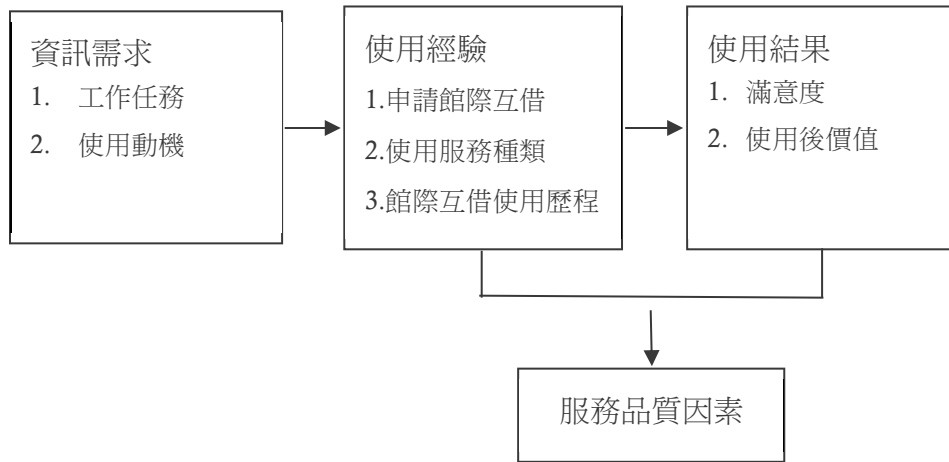 資訊需求
1. 工作任務
2. 使用動機
使用經驗
1.申請館際互借
2.使用服務種類
3.館際互借使用歷程
使用結果
1. 滿意度
2. 使用後價值
服務品質因素